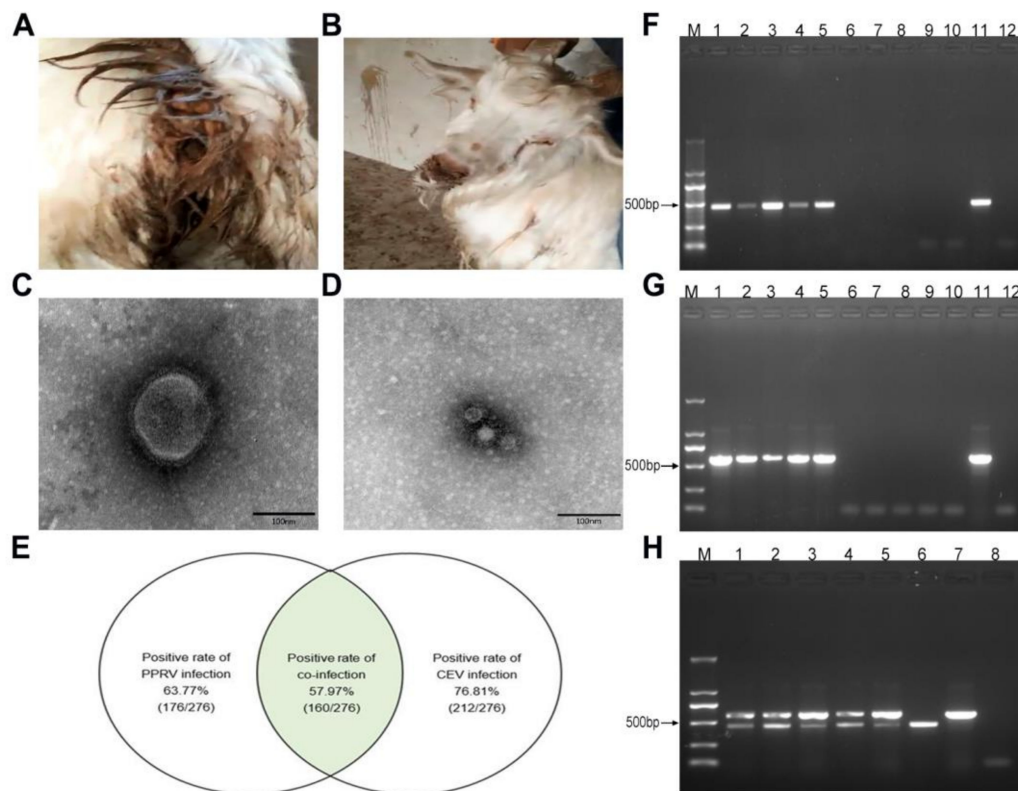 A
B
C
100nm
D
100nm
E
Positive rate of
PPRV infection
63.77%
(176/276)
Positive rate of
co-infection
57.97%
(160/276)
Positive rate of
CEV infection
76.81%
(212/276)
F
M 1 2 3 4 5 6 7 8 9 10 11 12
500bp
G
M 1 2 3 4 5 6 7 8 9 10 11 12
500bp
H
M 1 2 3 4 5 6 7 8
500bp